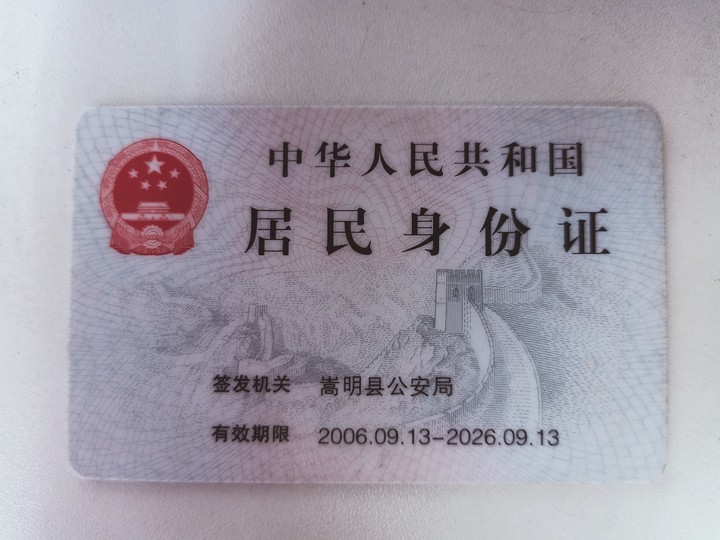 中华人民共和国
居民身份证
签发机关 嵩明县公安局
有效期限 2006.09.13-2026.09.13